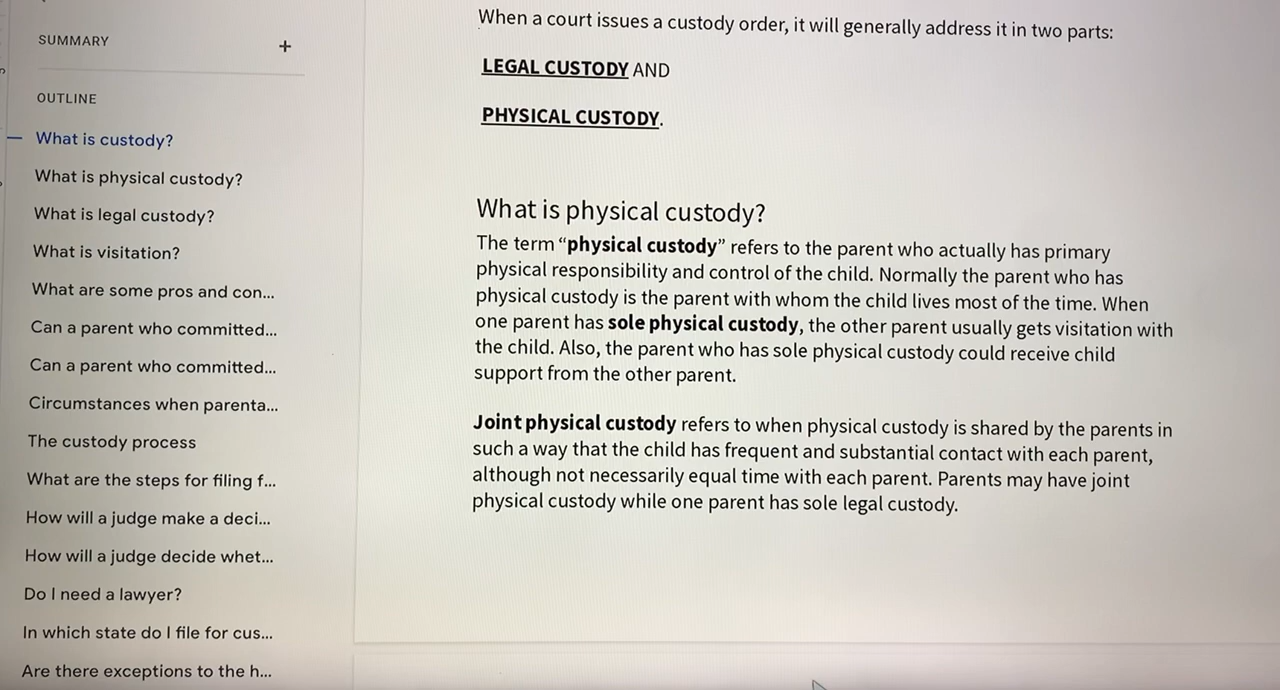 SUMMARY
+
OUTLINE
What is custody?
What is physical custody?
What is legal custody?
What is visitation?
What are some pros and con...
Can a parent who committed...
Can a parent who committed...
Circumstances when parenta...
The custody process
What are the steps for filing f...
How will a judge make a deci...
How will a judge decide whet...
Do I need a lawyer?
In which state do I file for cus...
Are there exceptions to the h...
When a court issues a custody order, it will generally address it in two parts:
LEGAL CUSTODY AND
PHYSICAL CUSTODY.
What is physical custody?
The term “physical custody” refers to the parent who actually has primary
physical responsibility and control of the child. Normally the parent who has
physical custody is the parent with whom the child lives most of the time. When
one parent has sole physical custody, the other parent usually gets visitation with
the child. Also, the parent who has sole physical custody could receive child
support from the other parent.
Joint physical custody refers to when physical custody is shared by the parents in
such a way that the child has frequent and substantial contact with each parent,
although not necessarily equal time with each parent. Parents may have joint
physical custody while one parent has sole legal custody.